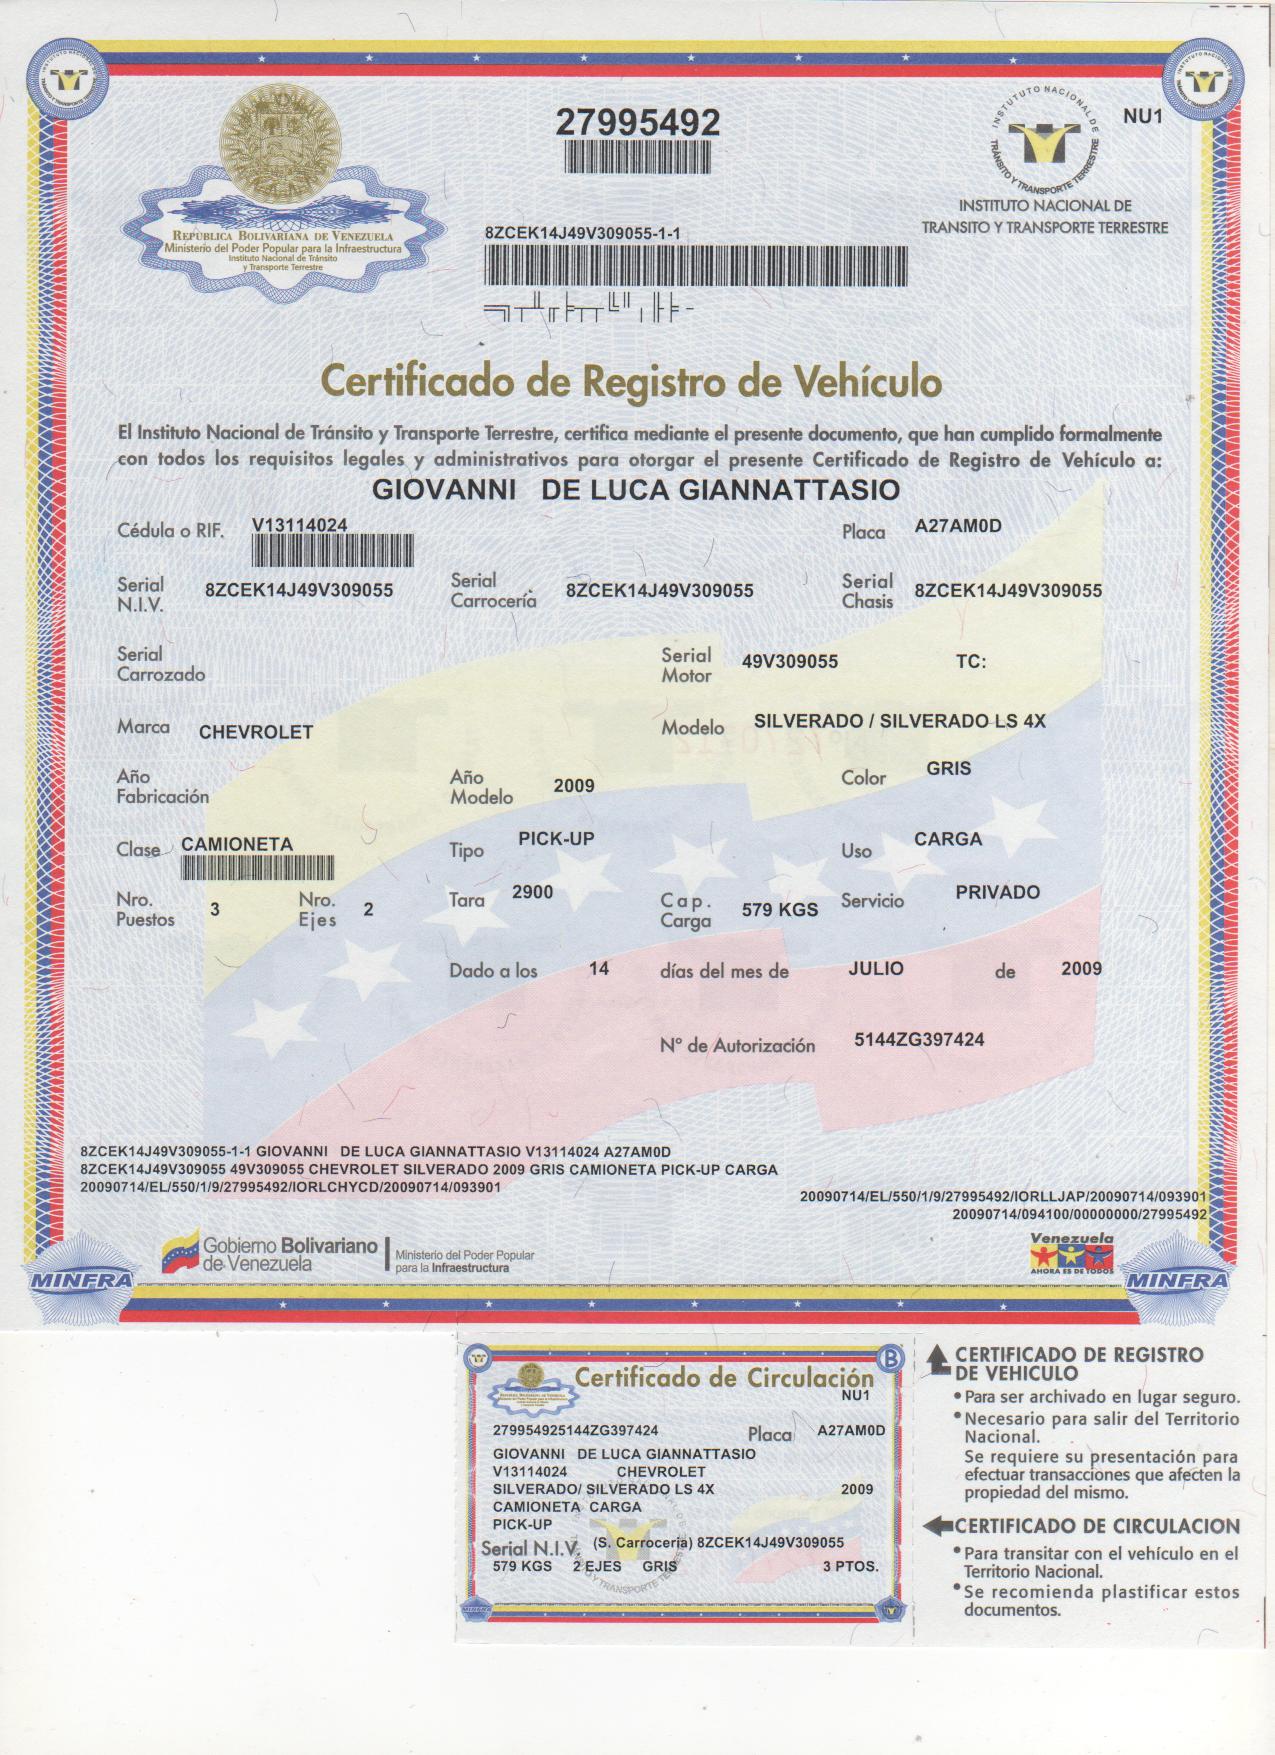 INSTITUTO NACIONAL DE TRÁNSITO Y TRANSPORTE TERRESTRE
27995492
NU1
INSTITUTO NACIONAL DE
TRANSITO Y TRANSPORTE TERRESTRE
REPÚBLICA BOLIVARIANA DE VENEZUELA
Ministerio del Poder Popular para la Infraestructura
Instituto Nacional de Tránsito
y Transporte Terrestre
8ZCEK14J49V309055-1-1
Certificado de Registro de Vehículo
El Instituto Nacional de Tránsito y Transporte Terrestre, certifica mediante el presente documento, que han cumplido formalmente
con todos los requisitos legales y administrativos para otorgar el presente Certificado de Registro de Vehículo a:
GIOVANNI DE LUCA GIANNATTASIO
Cédula o RIF. V13114024 Placa A27AM0D
Serial N.I.V. 8ZCEK14J49V309055 Serial Carrocería 8ZCEK14J49V309055 Serial Chasis 8ZCEK14J49V309055
Serial Carrozado Serial Motor 49V309055 TC:
Marca CHEVROLET Modelo SILVERADO / SILVERADO LS 4X
Año Fabricación Año Modelo 2009 Color GRIS
Clase CAMIONETA Tipo PICK-UP Uso CARGA
Nro. Puestos 3 Nro. Ejes 2 Tara 2900 Cap. Carga 579 KGS Servicio PRIVADO
Dado a los 14 días del mes de JULIO de 2009
N° de Autorización 5144ZG397424
8ZCEK14J49V309055-1-1 GIOVANNI DE LUCA GIANNATTASIO V13114024 A27AM0D
8ZCEK14J49V309055 49V309055 CHEVROLET SILVERADO 2009 GRIS CAMIONETA PICK-UP CARGA
20090714/EL/550/1/9/27995492/IORLCHYCD/20090714/093901
20090714/EL/550/1/9/27995492/IORLLJAP/20090714/093901
20090714/094100/00000000/27995492
MINFRA
Gobierno Bolivariano
de Venezuela
Ministerio del Poder Popular
para la Infraestructura
Venezuela
AHORA ES DE TODOS
MINFRA
B
Certificado de Circulación
NU1
279954925144ZG397424 Placa A27AM0D
GIOVANNI DE LUCA GIANNATTASIO
V13114024 CHEVROLET
SILVERADO/ SILVERADO LS 4X 2009
CAMIONETA CARGA
PICK-UP
Serial N.I.V. (S. Carroceria) 8ZCEK14J49V309055
579 KGS 2 EJES GRIS 3 PTOS.
MINFRA
CERTIFICADO DE REGISTRO
DE VEHICULO
• Para ser archivado en lugar seguro.
• Necesario para salir del Territorio
Nacional.
Se requiere su presentación para
efectuar transacciones que afecten la
propiedad del mismo.
CERTIFICADO DE CIRCULACION
• Para transitar con el vehículo en el
Territorio Nacional.
• Se recomienda plastificar estos
documentos.